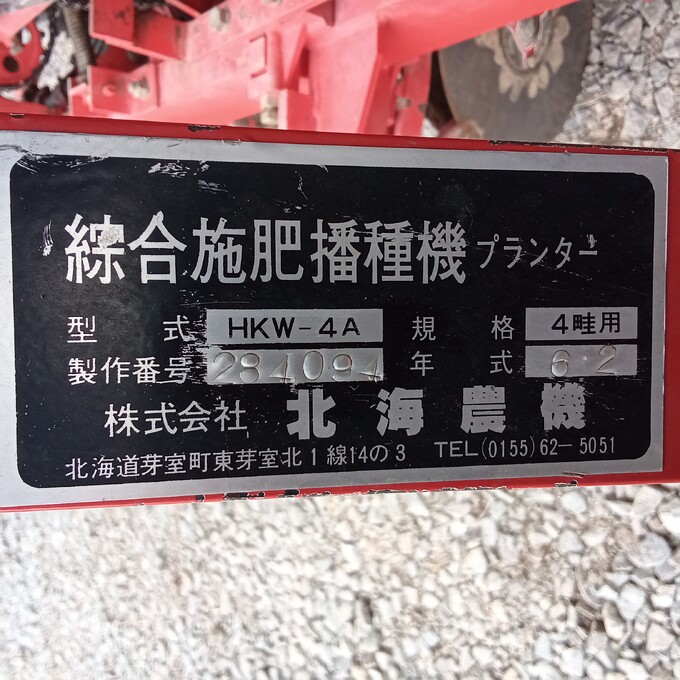 綜合施肥播種機 プランター
型式 HKW-4A 規格 4畦用
製作番号 284094 年式 6・2
株式会社 北海農機
北海道芽室町東芽室北1線14の3 TEL(0155)62-5051